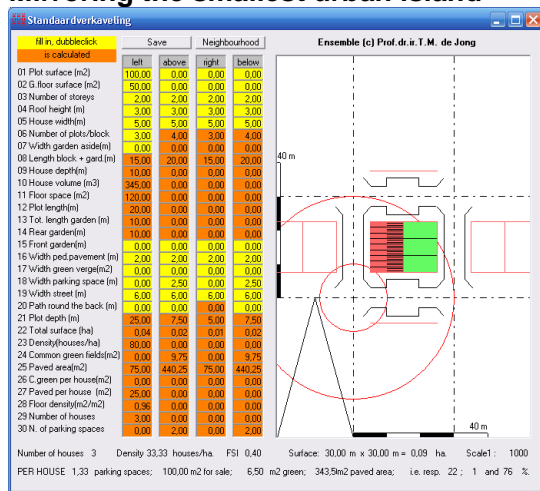 Mirroring the smallest urban island
Standaardverkaveling
fill in, dubbleclick
is calculated
Save
Neighbourhood
Ensemble (c) Prof.dr.ir.T.M. de Jong
left above right below
01 Plot surface (m2) 100,00 0,00 0,00 0,00
02 G.floor surface (m2) 50,00 0,00 0,00 0,00
03 Number of storeys 2,00 2,00 2,00 2,00
04 Roof height (m) 3,00 3,00 3,00 3,00
05 House width(m) 5,00 5,00 5,00 5,00
06 Number of plots/block 3,00 4,00 3,00 4,00
07 Width garden aside(m) 0,00 0,00 0,00 0,00
08 Length block + gard.(m) 15,00 20,00 15,00 20,00
09 House depth(m) 10,00 0,00 0,00 0,00
10 House volume (m3) 345,00 0,00 0,00 0,00
11 Floor space (m2) 120,00 0,00 0,00 0,00
12 Plot length(m) 20,00 0,00 0,00 0,00
13 Tot. length garden (m) 10,00 0,00 0,00 0,00
14 Rear garden(m) 10,00 0,00 0,00 0,00
15 Front garden(m) 0,00 0,00 0,00 0,00
16 Width ped.pavement (m) 2,00 2,00 2,00 2,00
17 Width green verge(m2) 0,00 0,00 0,00 0,00
18 Width parking space (m) 0,00 2,50 0,00 2,50
19 Width street (m) 6,00 6,00 6,00 6,00
20 Path round the back (m) 0,00 0,00 0,00 0,00
21 Plot depth (m) 25,00 7,50 5,00 7,50
22 Total surface (ha) 0,04 0,02 0,01 0,02
23 Density(houses/ha) 80,00 0,00 0,00 0,00
24 Common green fields(m2) 0,00 9,75 0,00 9,75
25 Paved area(m2) 75,00 440,25 75,00 440,25
26 C.green per house(m2) 0,00 0,00 0,00 0,00
27 Paved per house (m2) 25,00 0,00 0,00 0,00
28 Floor density(m2/m2) 0,96 0,00 0,00 0,00
29 Number of houses 3,00 0,00 0,00 0,00
30 N. of parking spaces 0,00 2,00 0,00 2,00
40 m
40 m
Number of houses 3 Density 33,33 houses/ha. FSI 0,40 Surface: 30,00 m x 30,00 m = 0,09 ha. Scale1 : 1000
PER HOUSE 1,33 parking spaces; 100,00 m2 for sale; 6,50 m2 green; 343,5m2 paved area; i.e. resp. 22 ; 1 and 76 %.